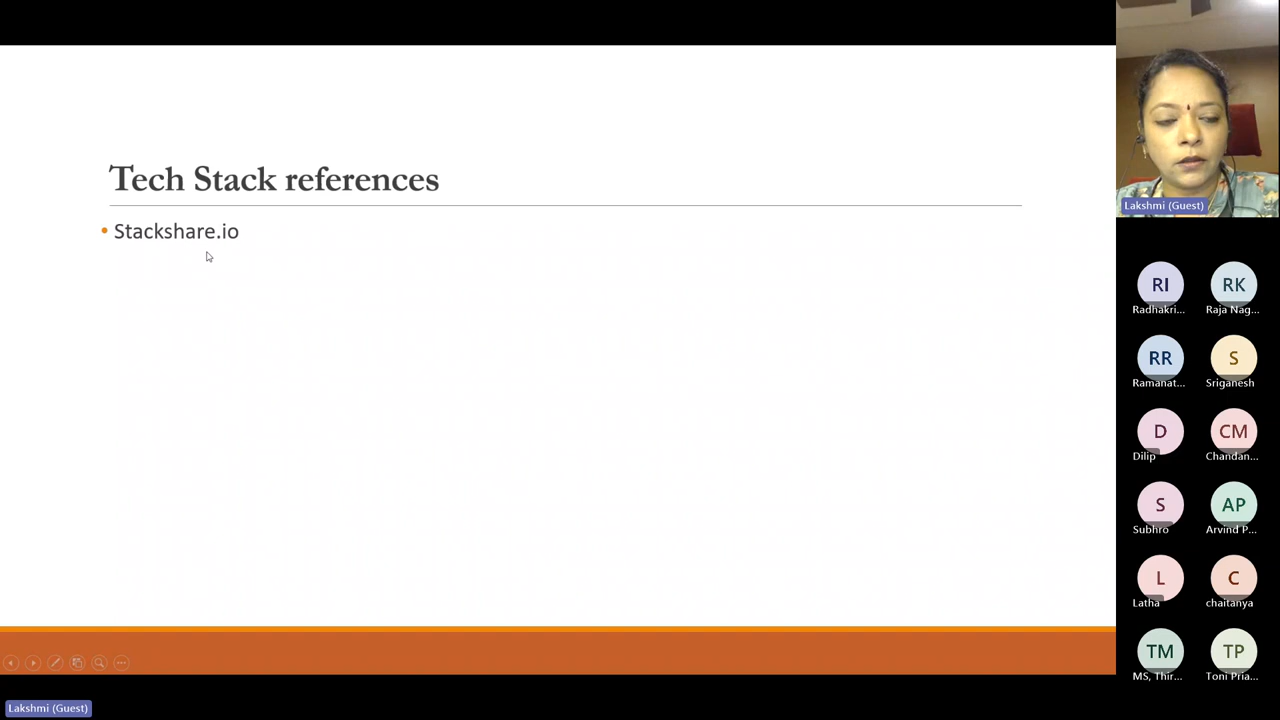 Tech Stack references
• Stackshare.io
Lakshmi (Guest)
RI
RK
Radhakri...
Raja Nag...
RR
S
Ramanat...
Sriganesh
D
CM
Dilip
Chandan...
S
AP
Subhro
Arvind P...
L
C
Latha
chaitanya
TM
TP
MS, Thir...
Toni Pria...
Lakshmi (Guest)